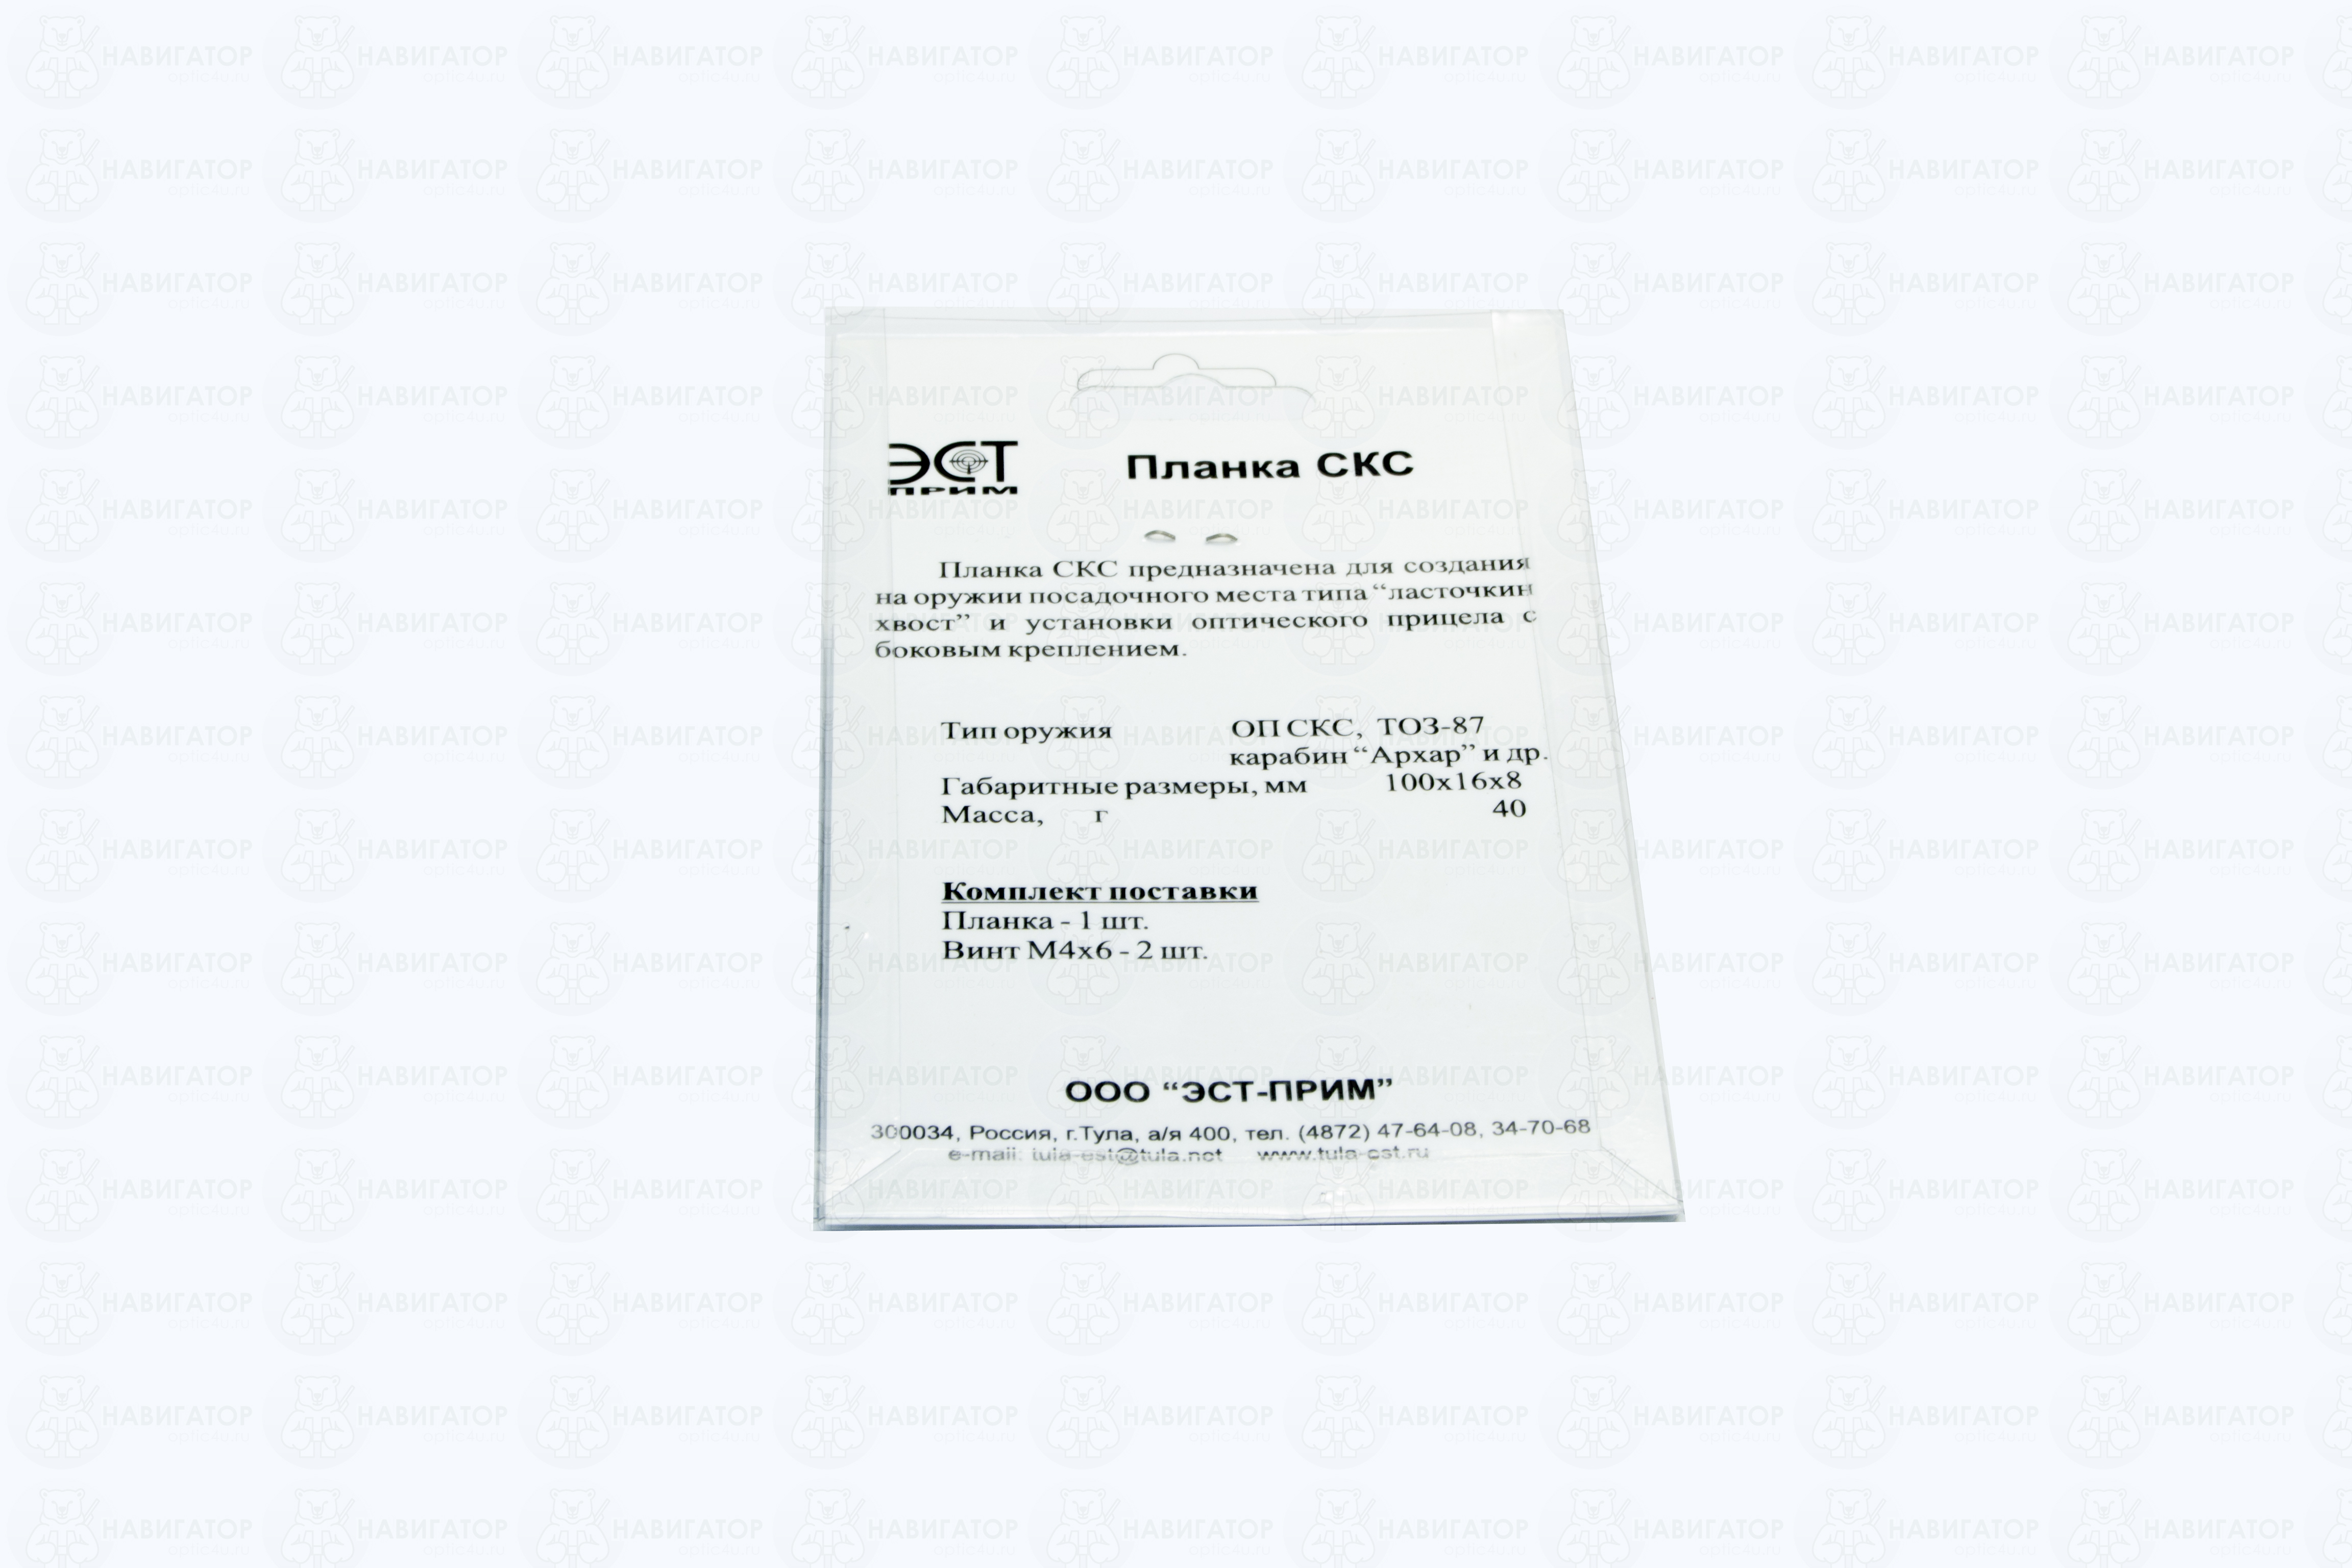 ЭСТ
ПРИМ
Планка СКС
Планка СКС предназначена для создания
на оружии посадочного места типа “ласточкин
хвост” и установки оптического прицела с
боковым креплением.
Тип оружия ОП СКС, ТОЗ-87
карабин “Архар” и др.
Габаритные размеры, мм 100х16х8
Масса, г 40
Комплект поставки
Планка - 1 шт.
Винт М4х6 - 2 шт.
ООО “ЭСТ-ПРИМ”
300034, Россия, г.Тула, а/я 400, тел. (4872) 47-64-08, 34-70-68
e-mail: tula-est@tula.net www.tula-est.ru
НАВИГАТОР
optic4u.ru